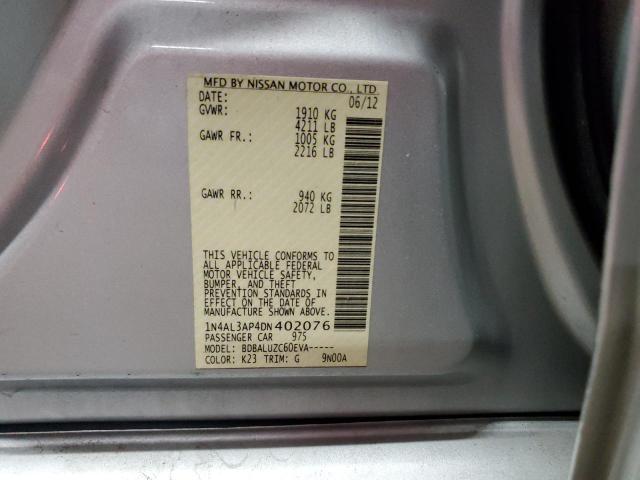 MFD BY NISSAN MOTOR CO., LTD
DATE: 06/12
GVWR: 1910 KG
4211 LB
GAWR FR.: 1005 KG
2216 LB
GAWR RR.: 940 KG
2072 LB
THIS VEHICLE CONFORMS TO
ALL APPLICABLE FEDERAL
MOTOR VEHICLE SAFETY,
BUMPER, AND THEFT
PREVENTION STANDARDS IN
EFFECT ON THE DATE OF
MANUFACTURE SHOWN ABOVE.
1N4AL3AP4DN402076
PASSENGER CAR 975
MODEL: BDBALUZC60EVA-----
COLOR: K23 TRIM: G 9N00A